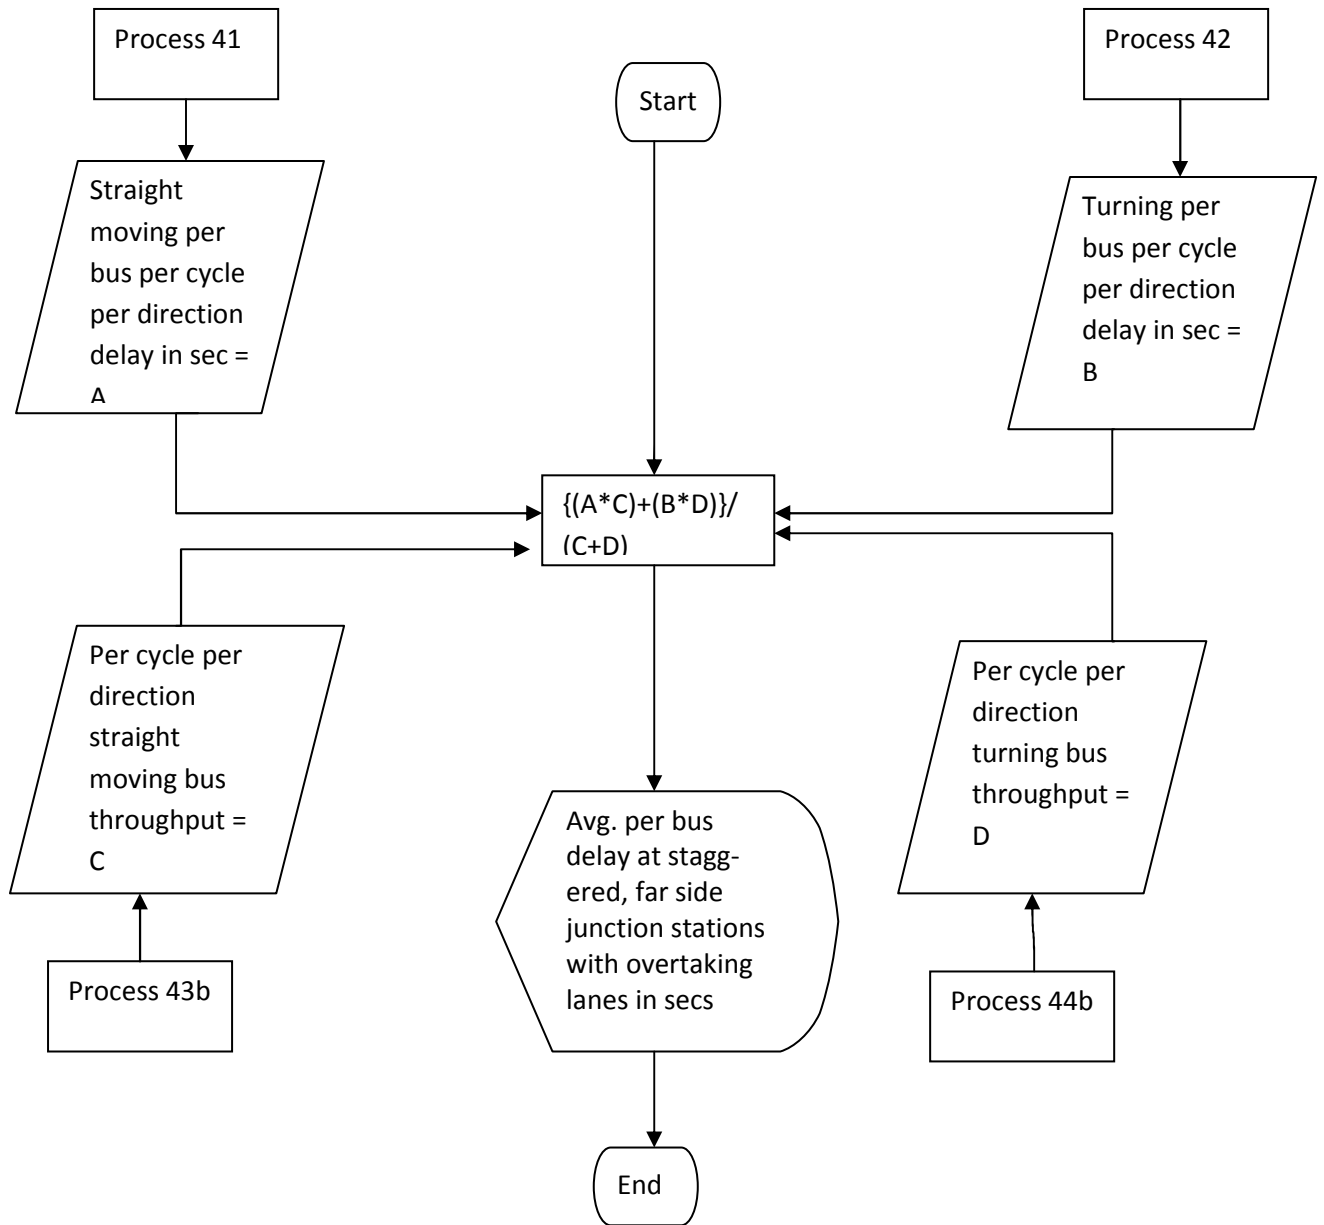 Process 41
Process 42
Start
Straight
moving per
bus per cycle
per direction
delay in sec =
A
Turning per
bus per cycle
per direction
delay in sec =
B
{(A*C)+(B*D)}/
(C+D)
Per cycle per
direction
straight
moving bus
throughput =
C
Per cycle per
direction
turning bus
throughput =
D
Avg. per bus
delay at stagg-
ered, far side
junction stations
with overtaking
lanes in secs
Process 43b
Process 44b
End